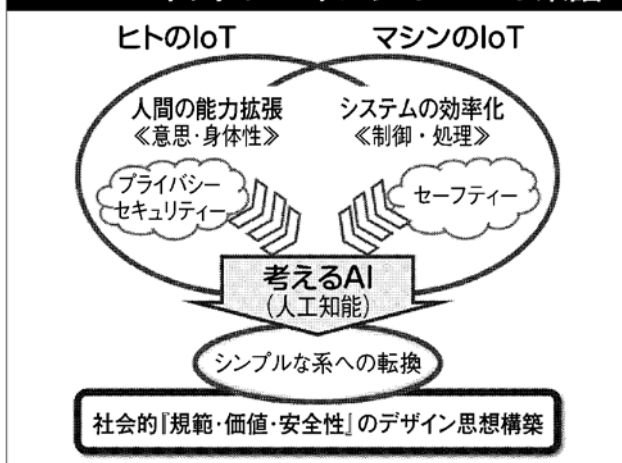 ヒトのIoT
マシンのIoT
人間の能力拡張
≪意思・身体性≫
システムの効率化
≪制御・処理≫
プライバシー
セキュリティー
セーフティー
考えるAI
(人工知能)
シンプルな系への転換
社会的『規範・価値・安全性』のデザイン思想構築